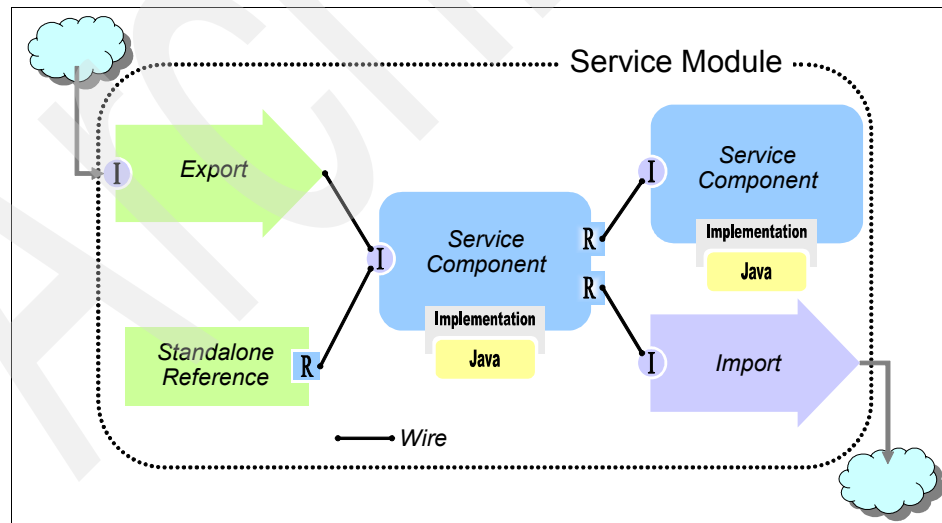 Service Module
I
Export
I
Service
Component
R
R
Implementation
Java
I
Service
Component
Implementation
Java
Standalone
Reference
R
I
Import
Wire